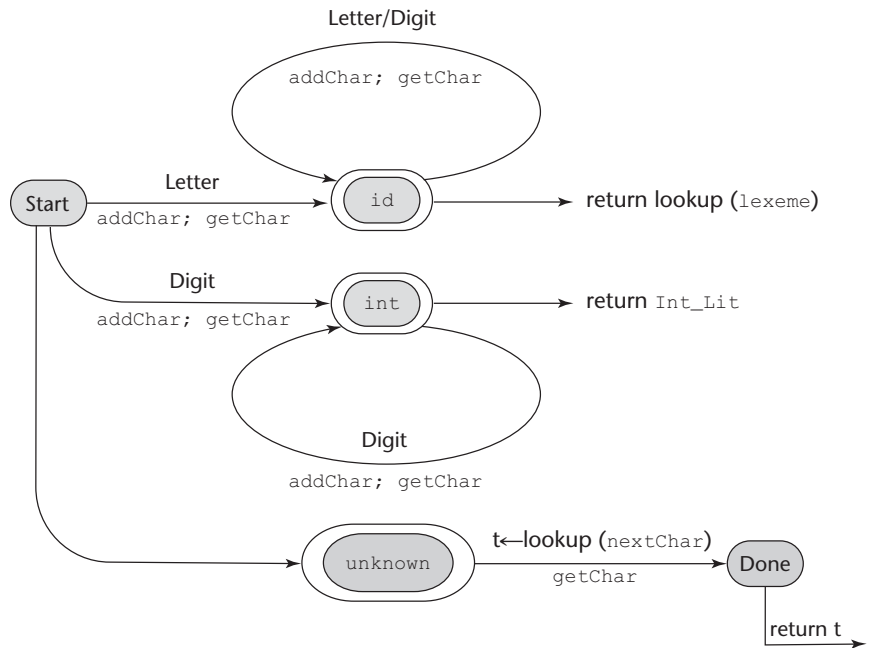 Letter/Digit
addChar; getChar
Start
Letter
addChar; getChar
id
return lookup (lexeme)
Digit
addChar; getChar
int
return Int_Lit
Digit
addChar; getChar
unknown
t←lookup (nextChar)
getChar
Done
return t